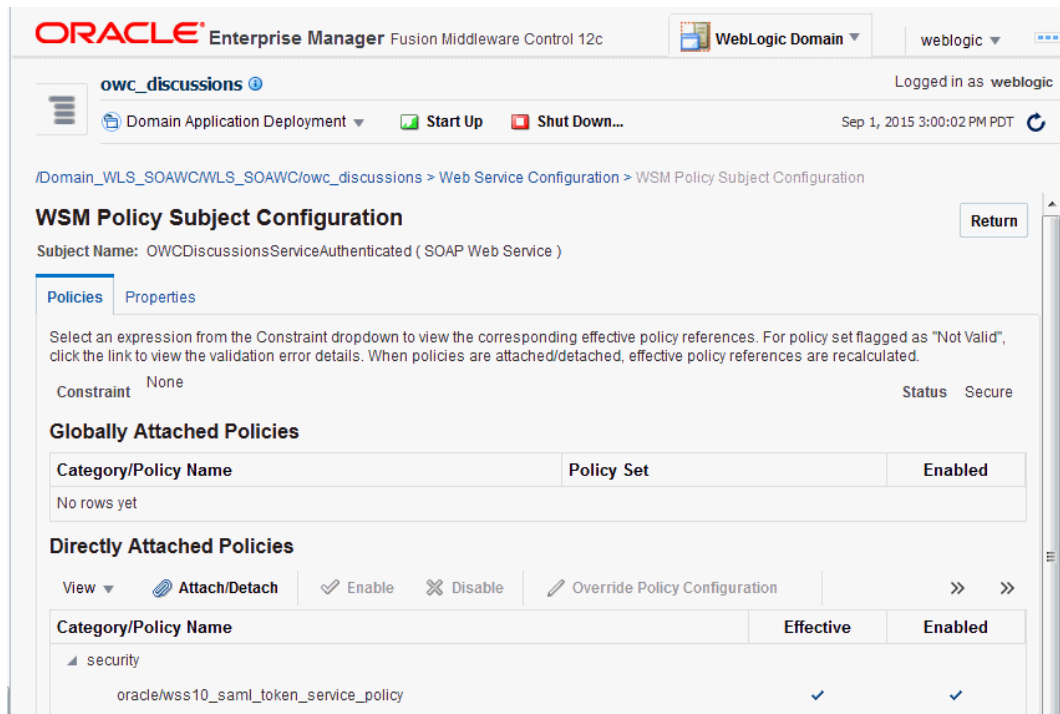 ORACLE Enterprise Manager Fusion Middleware Control 12c WebLogic Domain weblogic
owc_discussions Logged in as weblogic
Domain Application Deployment Start Up Shut Down... Sep 1, 2015 3:00:02 PM PDT
/Domain_WLS_SOAWC/WLS_SOAWC/owc_discussions > Web Service Configuration > WSM Policy Subject Configuration
WSM Policy Subject Configuration Return
Subject Name: OWCDiscussionsServiceAuthenticated ( SOAP Web Service )
Policies Properties
Select an expression from the Constraint dropdown to view the corresponding effective policy references. For policy set flagged as "Not Valid",
click the link to view the validation error details. When policies are attached/detached, effective policy references are recalculated.
Constraint None Status Secure
Globally Attached Policies
Category/Policy Name Policy Set Enabled
No rows yet
Directly Attached Policies
View Attach/Detach Enable Disable Override Policy Configuration
Category/Policy Name Effective Enabled
security
oracle/wss10_saml_token_service_policy